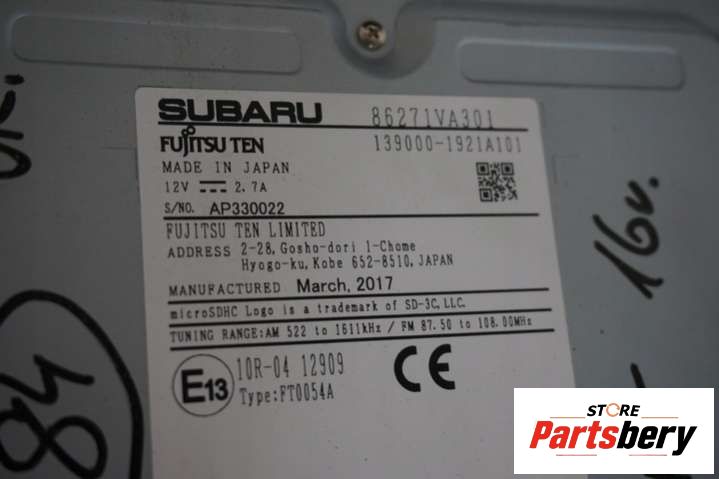 SUBARU 86271VA301
FUJITSU TEN 139000-1921A101
MADE IN JAPAN
12V 2.7A
S/NO. AP330022
FUJITSU TEN LIMITED
ADDRESS 2-28, Gosho-dori 1-Chome
Hyogo-ku, Kobe 652-8510, JAPAN
MANUFACTURED March, 2017
microSDHC Logo is a trademark of SD-3C, LLC.
TUNING RANGE: AM 522 to 1611kHz / FM 87.50 to 108.00MHz
E13 10R-04 12909
Type: FT0054A
CE
16v.
84
STORE
Partsbery